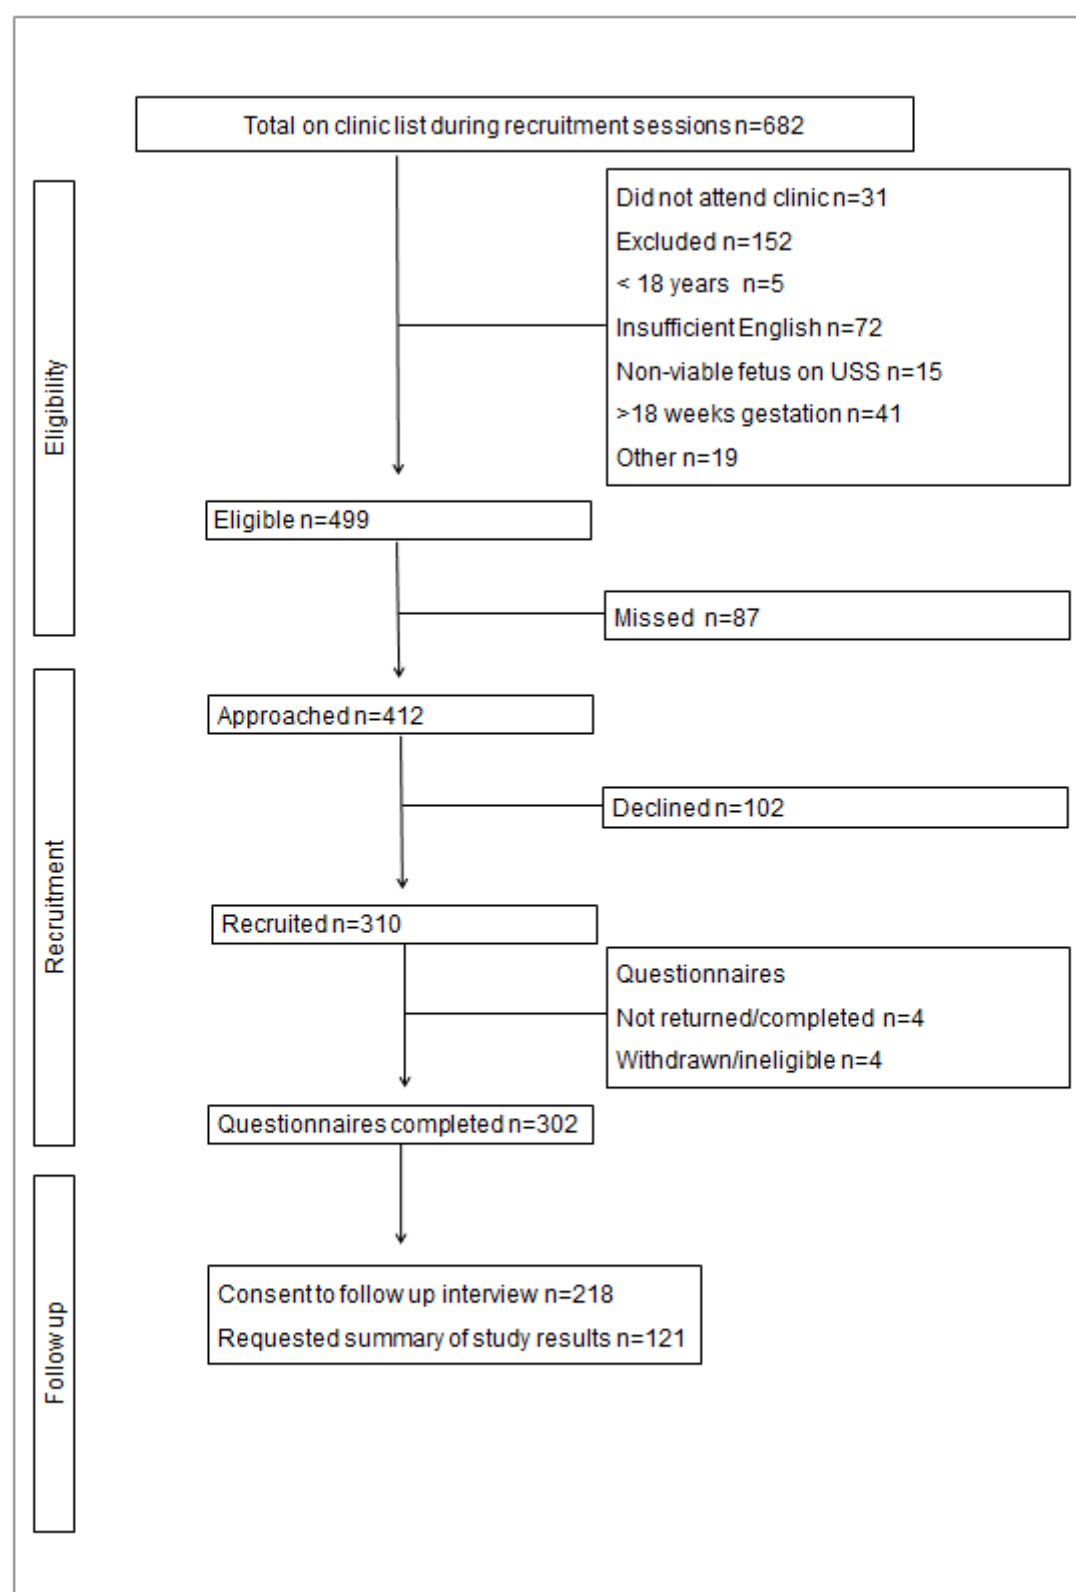 Total on clinic list during recruitment sessions n=682
Eligibility
Did not attend clinic n=31
Excluded n=152
< 18 years n=5
Insufficient English n=72
Non-viable fetus on USS n=15
>18 weeks gestation n=41
Other n=19
Eligible n=499
Missed n=87
Recruitment
Approached n=412
Declined n=102
Recruited n=310
Questionnaires
Not returned/completed n=4
Withdrawn/ineligible n=4
Questionnaires completed n=302
Follow up
Consent to follow up interview n=218
Requested summary of study results n=121